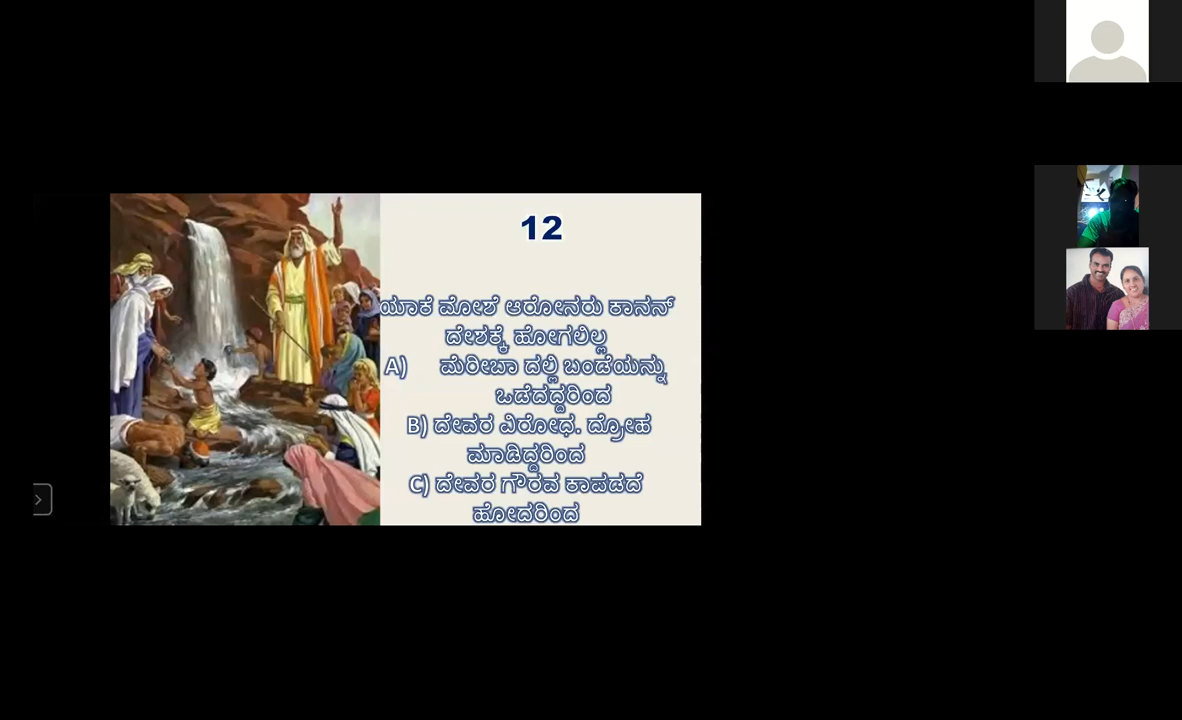 12
ಯಾಕೆ ಮೋಶೆ ಆರೋನರು ಕಾನನ್
ದೇಶಕ್ಕೆ ಹೋಗಲಿಲ್ಲ
A) ಮೆರೀಬಾ ದಲ್ಲಿ ಬಂಡೆಯನ್ನು
ಒಡೆದದ್ದರಿಂದ
B) ದೇವರ ವಿರೋಧ. ದ್ರೋಹ
ಮಾಡಿದ್ದರಿಂದ
C) ದೇವರ ಗೌರವ ಕಾಪಡದೆ
ಹೋದರಿಂದ